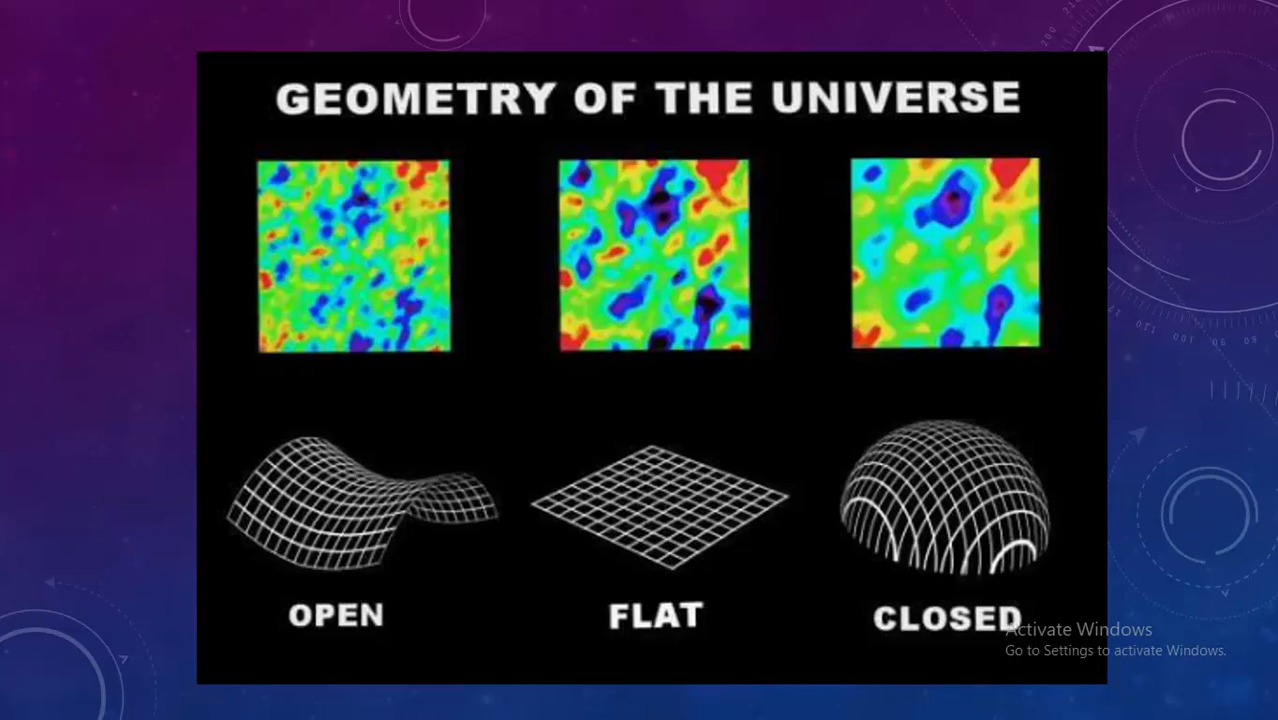 GEOMETRY OF THE UNIVERSE
OPEN
FLAT
CLOSED
Activate Windows
Go to Settings to activate Windows.